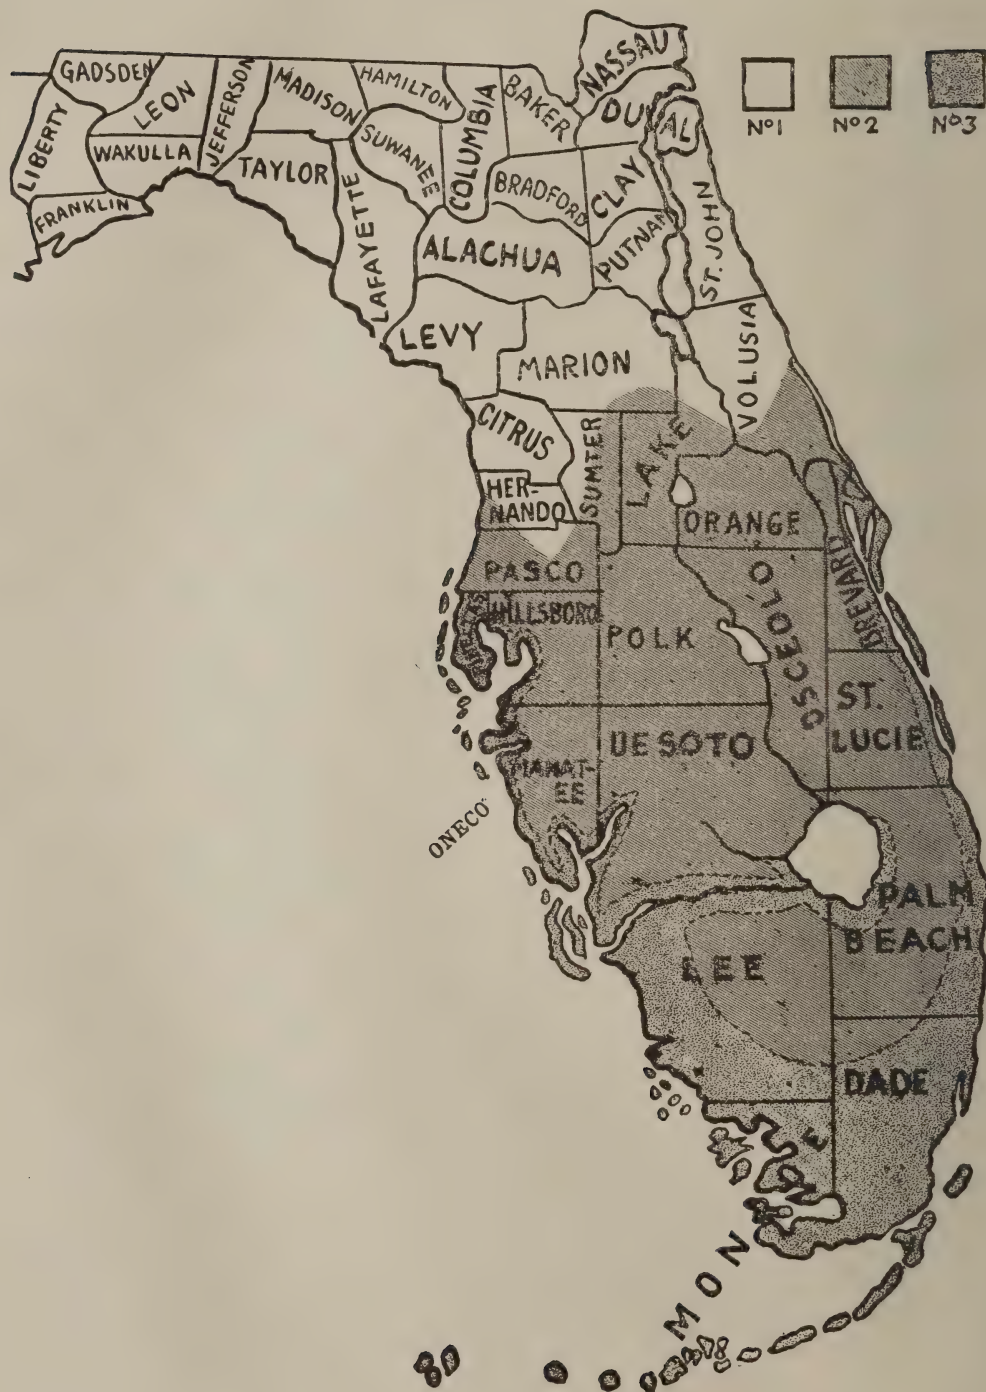 NASSAU
Nº1
Nº2
Nº3
GADSDEN
LEON
JEFFERSON
MADISON
HAMILTON
COLUMBIA
BAKER
DUVAL
LIBERTY
WAKULLA
TAYLOR
SUWANEE
BRADFORD
CLAY
ST. JOHN
FRANKLIN
LAFAYETTE
ALACHUA
PUTNAM
LEVY
MARION
VOLUSIA
CITRUS
SUMTER
LAKE
HER-
NANDO
ORANGE
PASCO
HILLSBORO
POLK
OSCEOLO
BREVARD
ST.
LUCIE
DE SOTO
MANAT-
EE
ONECO
PALM
BEACH
LEE
DADE
MONROE